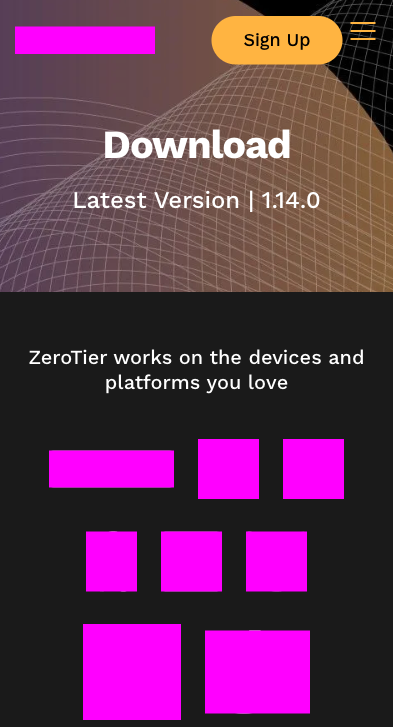 Sign Up
Download
Latest Version | 1.14.0
ZeroTier works on the devices and
platforms you love